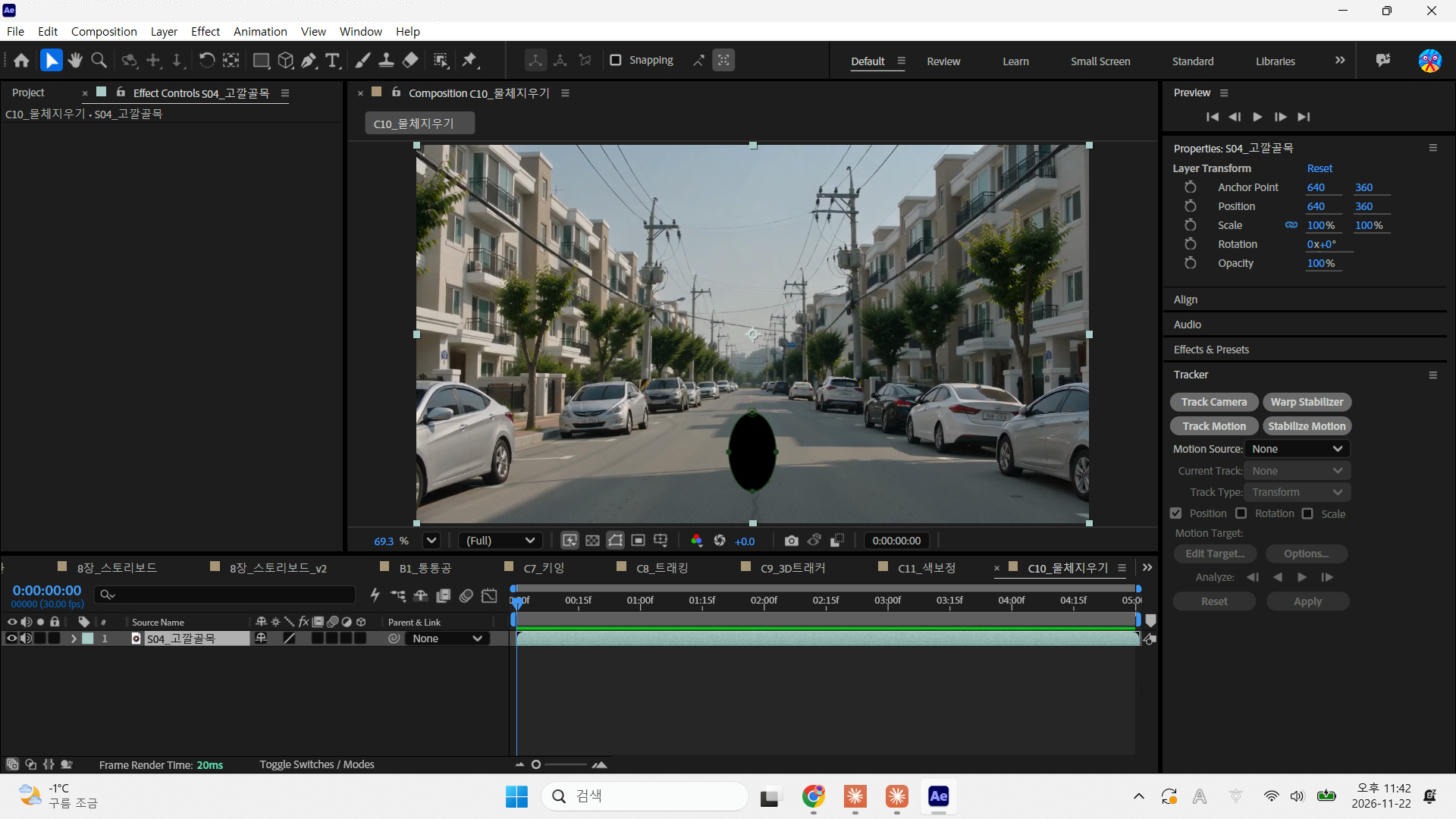 Ae
File Edit Composition Layer Effect Animation View Window Help
Snapping
Default Review Learn Small Screen Standard Libraries
Project
Effect Controls S04_고깔골목
C10_물체지우기 • S04_고깔골목
Composition C10_물체지우기
C10_물체지우기
69.3 % (Full) +0.0 0:00:00:00
Preview
Properties: S04_고깔골목
Layer Transform Reset
Anchor Point 640 360
Position 640 360
Scale 100% 100%
Rotation 0x+0°
Opacity 100%
Align
Audio
Effects & Presets
Tracker
Track Camera Warp Stabilizer
Track Motion Stabilize Motion
Motion Source: None
Current Track: None
Track Type: Transform
Position Rotation Scale
Motion Target:
Edit Target... Options...
Analyze:
Reset Apply
8장_스토리보드 8장_스토리보드_v2 B1_통통공 C7_키잉 C8_트래킹 C9_3D트래커 C11_색보정 C10_물체지우기
0:00:00:00
00000 (30.00 fps)
00f 00:15f 01:00f 01:15f 02:00f 02:15f 03:00f 03:15f 04:00f 04:15f 05:0
# Source Name fx Parent & Link
1 S04_고깔골목 None
Frame Render Time: 20ms Toggle Switches / Modes
-1°C
구름 조금
검색
Ae
A
오후 11:42
2026-11-22